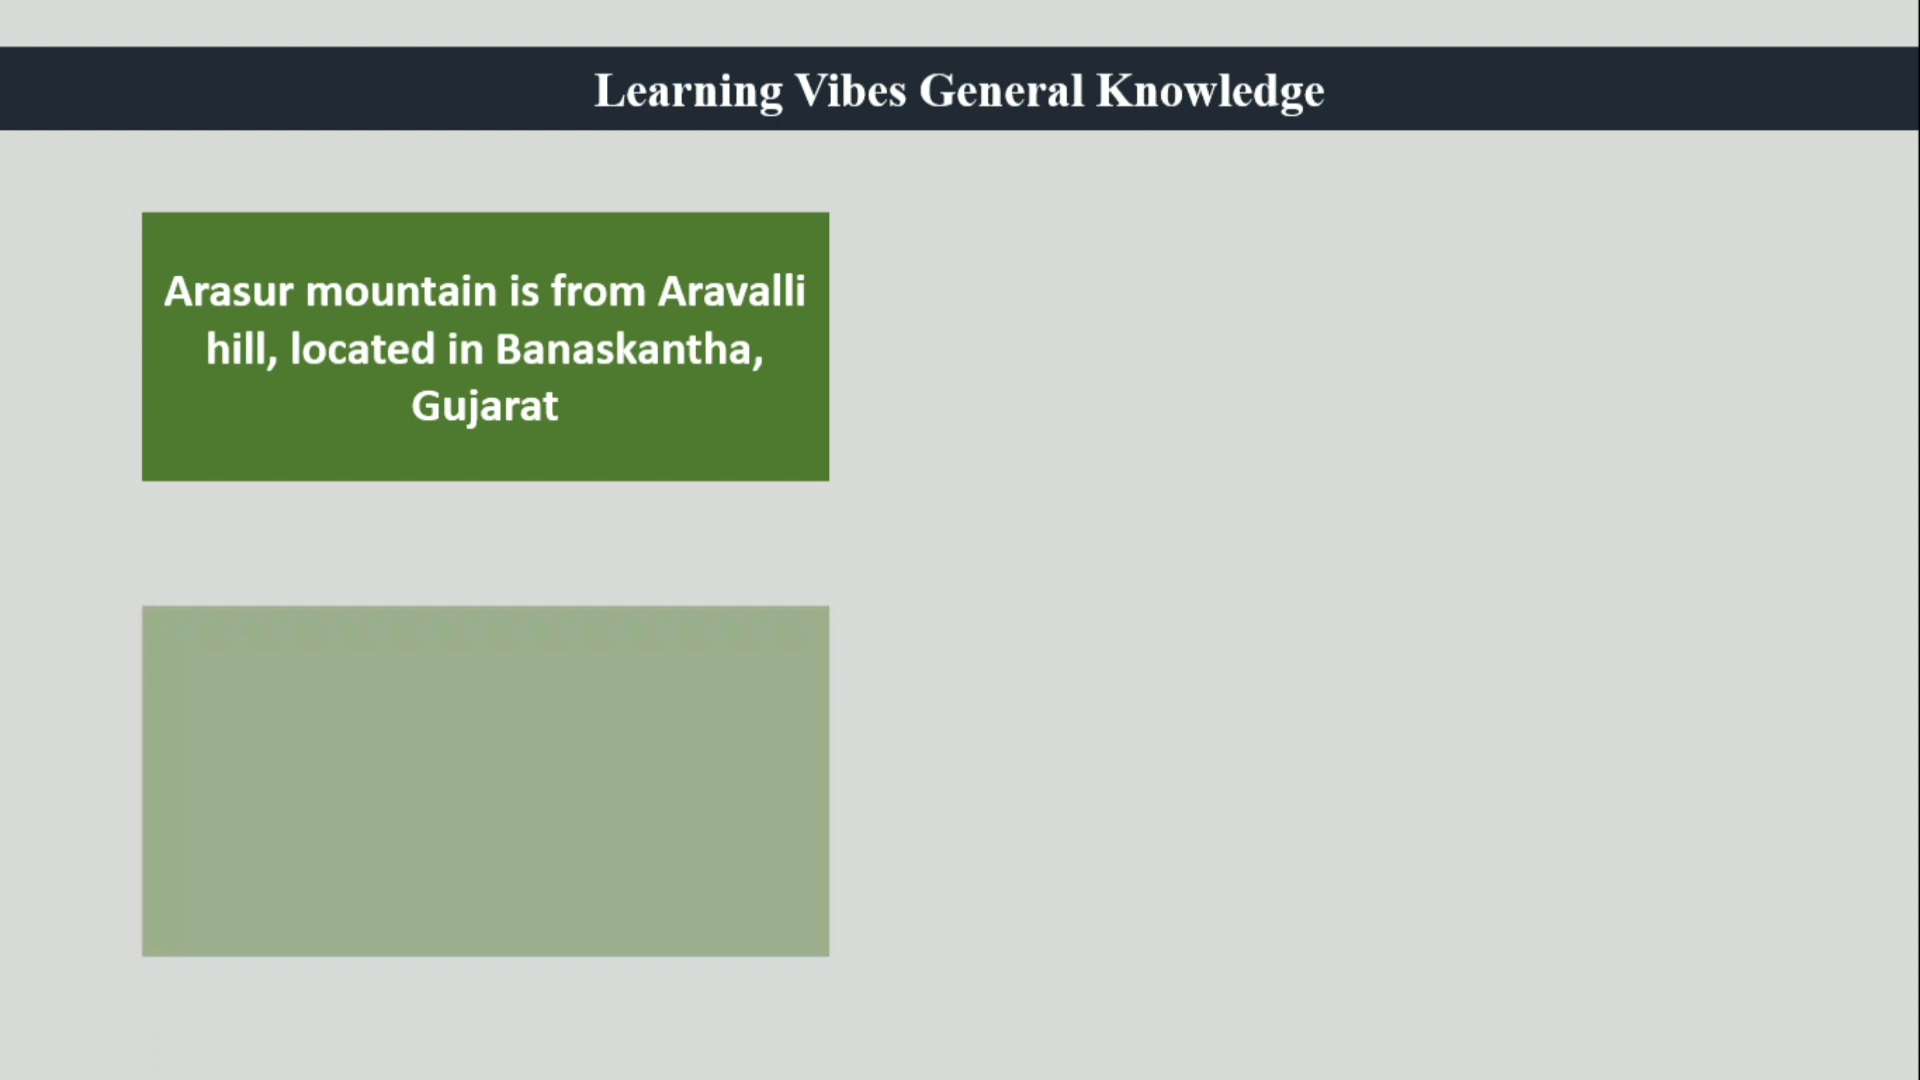 Learning Vibes General Knowledge
Arasur mountain is from Aravalli
hill, located in Banaskantha,
Gujarat